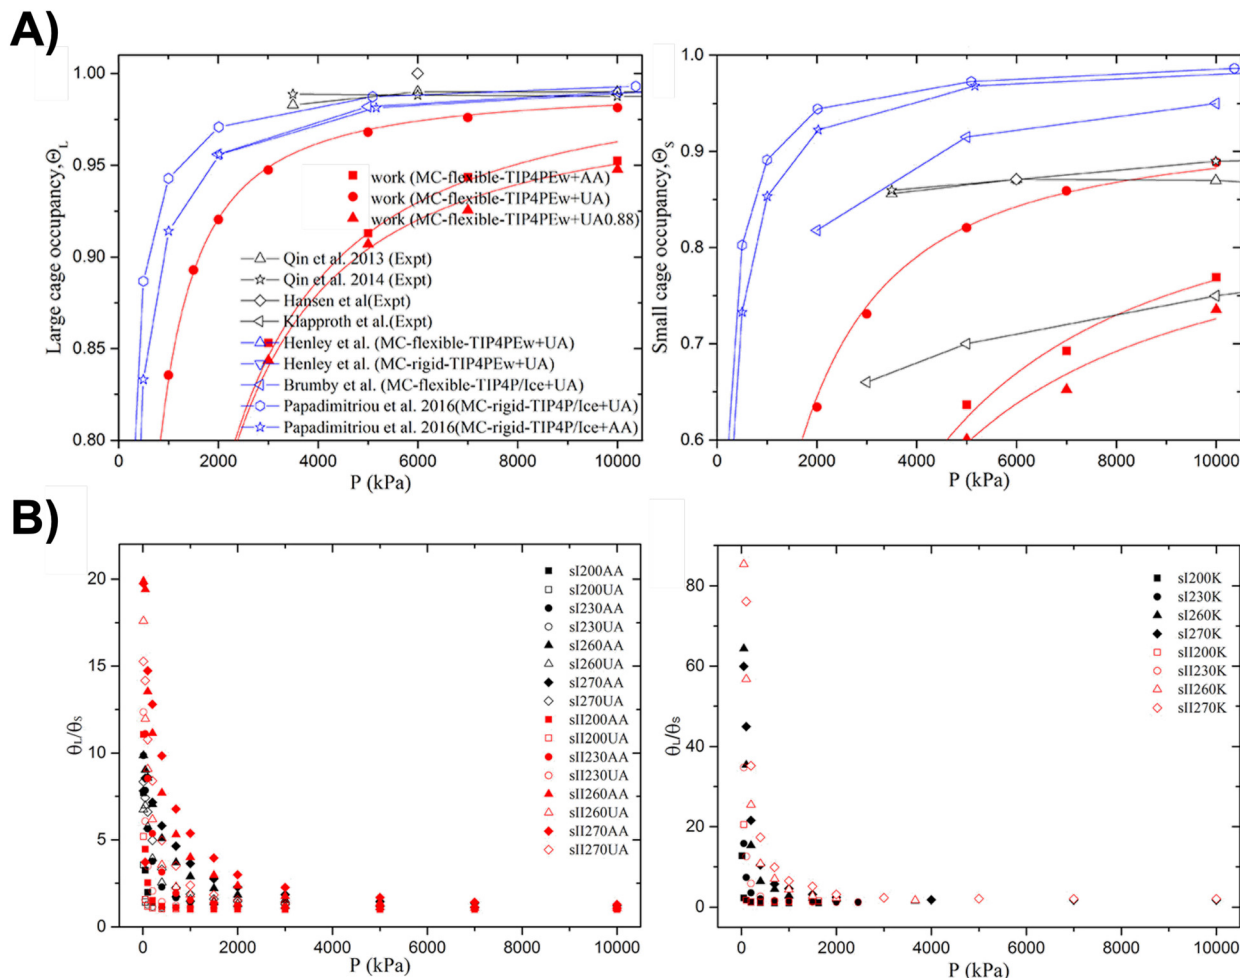 A)
Large cage occupancy,Θ_L
1.00
0.95
0.90
0.85
0.80
work (MC-flexible-TIP4PEw+AA)
work (MC-flexible-TIP4PEw+UA)
work (MC-flexible-TIP4PEw+UA0.88)
Qin et al. 2013 (Expt)
Qin et al. 2014 (Expt)
Hansen et al(Expt)
Klapproth et al.(Expt)
Henley et al. (MC-flexible-TIP4PEw+UA)
Henley et al. (MC-rigid-TIP4PEw+UA)
Brumby et al. (MC-flexible-TIP4P/Ice+UA)
Papadimitriou et al. 2016(MC-rigid-TIP4P/Ice+UA)
Papadimitriou et al. 2016(MC-rigid-TIP4P/Ice+AA)
0 2000 4000 6000 8000 10000
P (kPa)
Small cage occupancy,Θ_S
1.0
0.9
0.8
0.7
0.6
0 2000 4000 6000 8000 10000
P (kPa)
B)
θ_L/θ_S
20
15
10
5
0
sI200AA
sI200UA
sI230AA
sI230UA
sI260AA
sI260UA
sI270AA
sI270UA
sII200AA
sII200UA
sII230AA
sII230UA
sII260AA
sII260UA
sII270AA
sII270UA
0 2000 4000 6000 8000 10000
P (kPa)
θ_L/θ_S
80
60
40
20
0
sI200K
sI230K
sI260K
sI270K
sII200K
sII230K
sII260K
sII270K
0 2000 4000 6000 8000 10000
P (kPa)